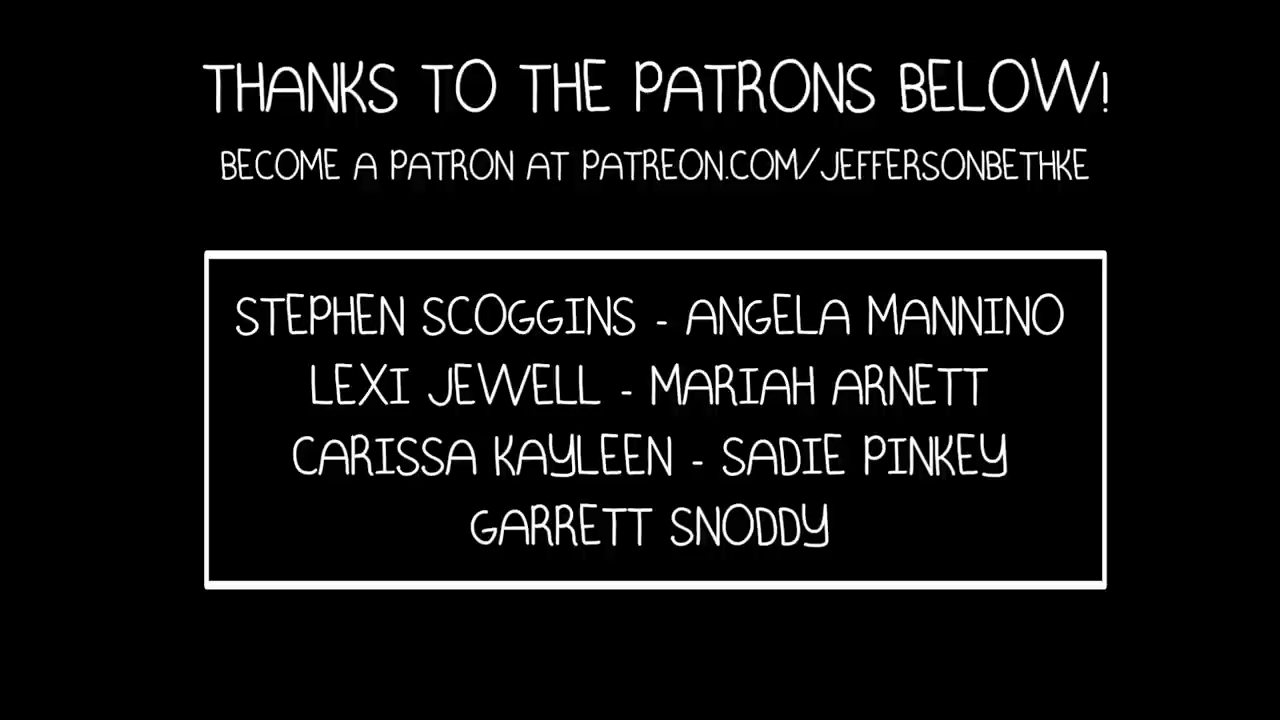 THANKS TO THE PATRONS BELOW!
BECOME A PATRON AT PATREON.COM/JEFFERSONBETHKE
STEPHEN SCOGGINS - ANGELA MANNINO
LEXI JEWELL - MARIAH ARNETT
CARISSA KAYLEEN - SADIE PINKEY
GARRETT SNODDY